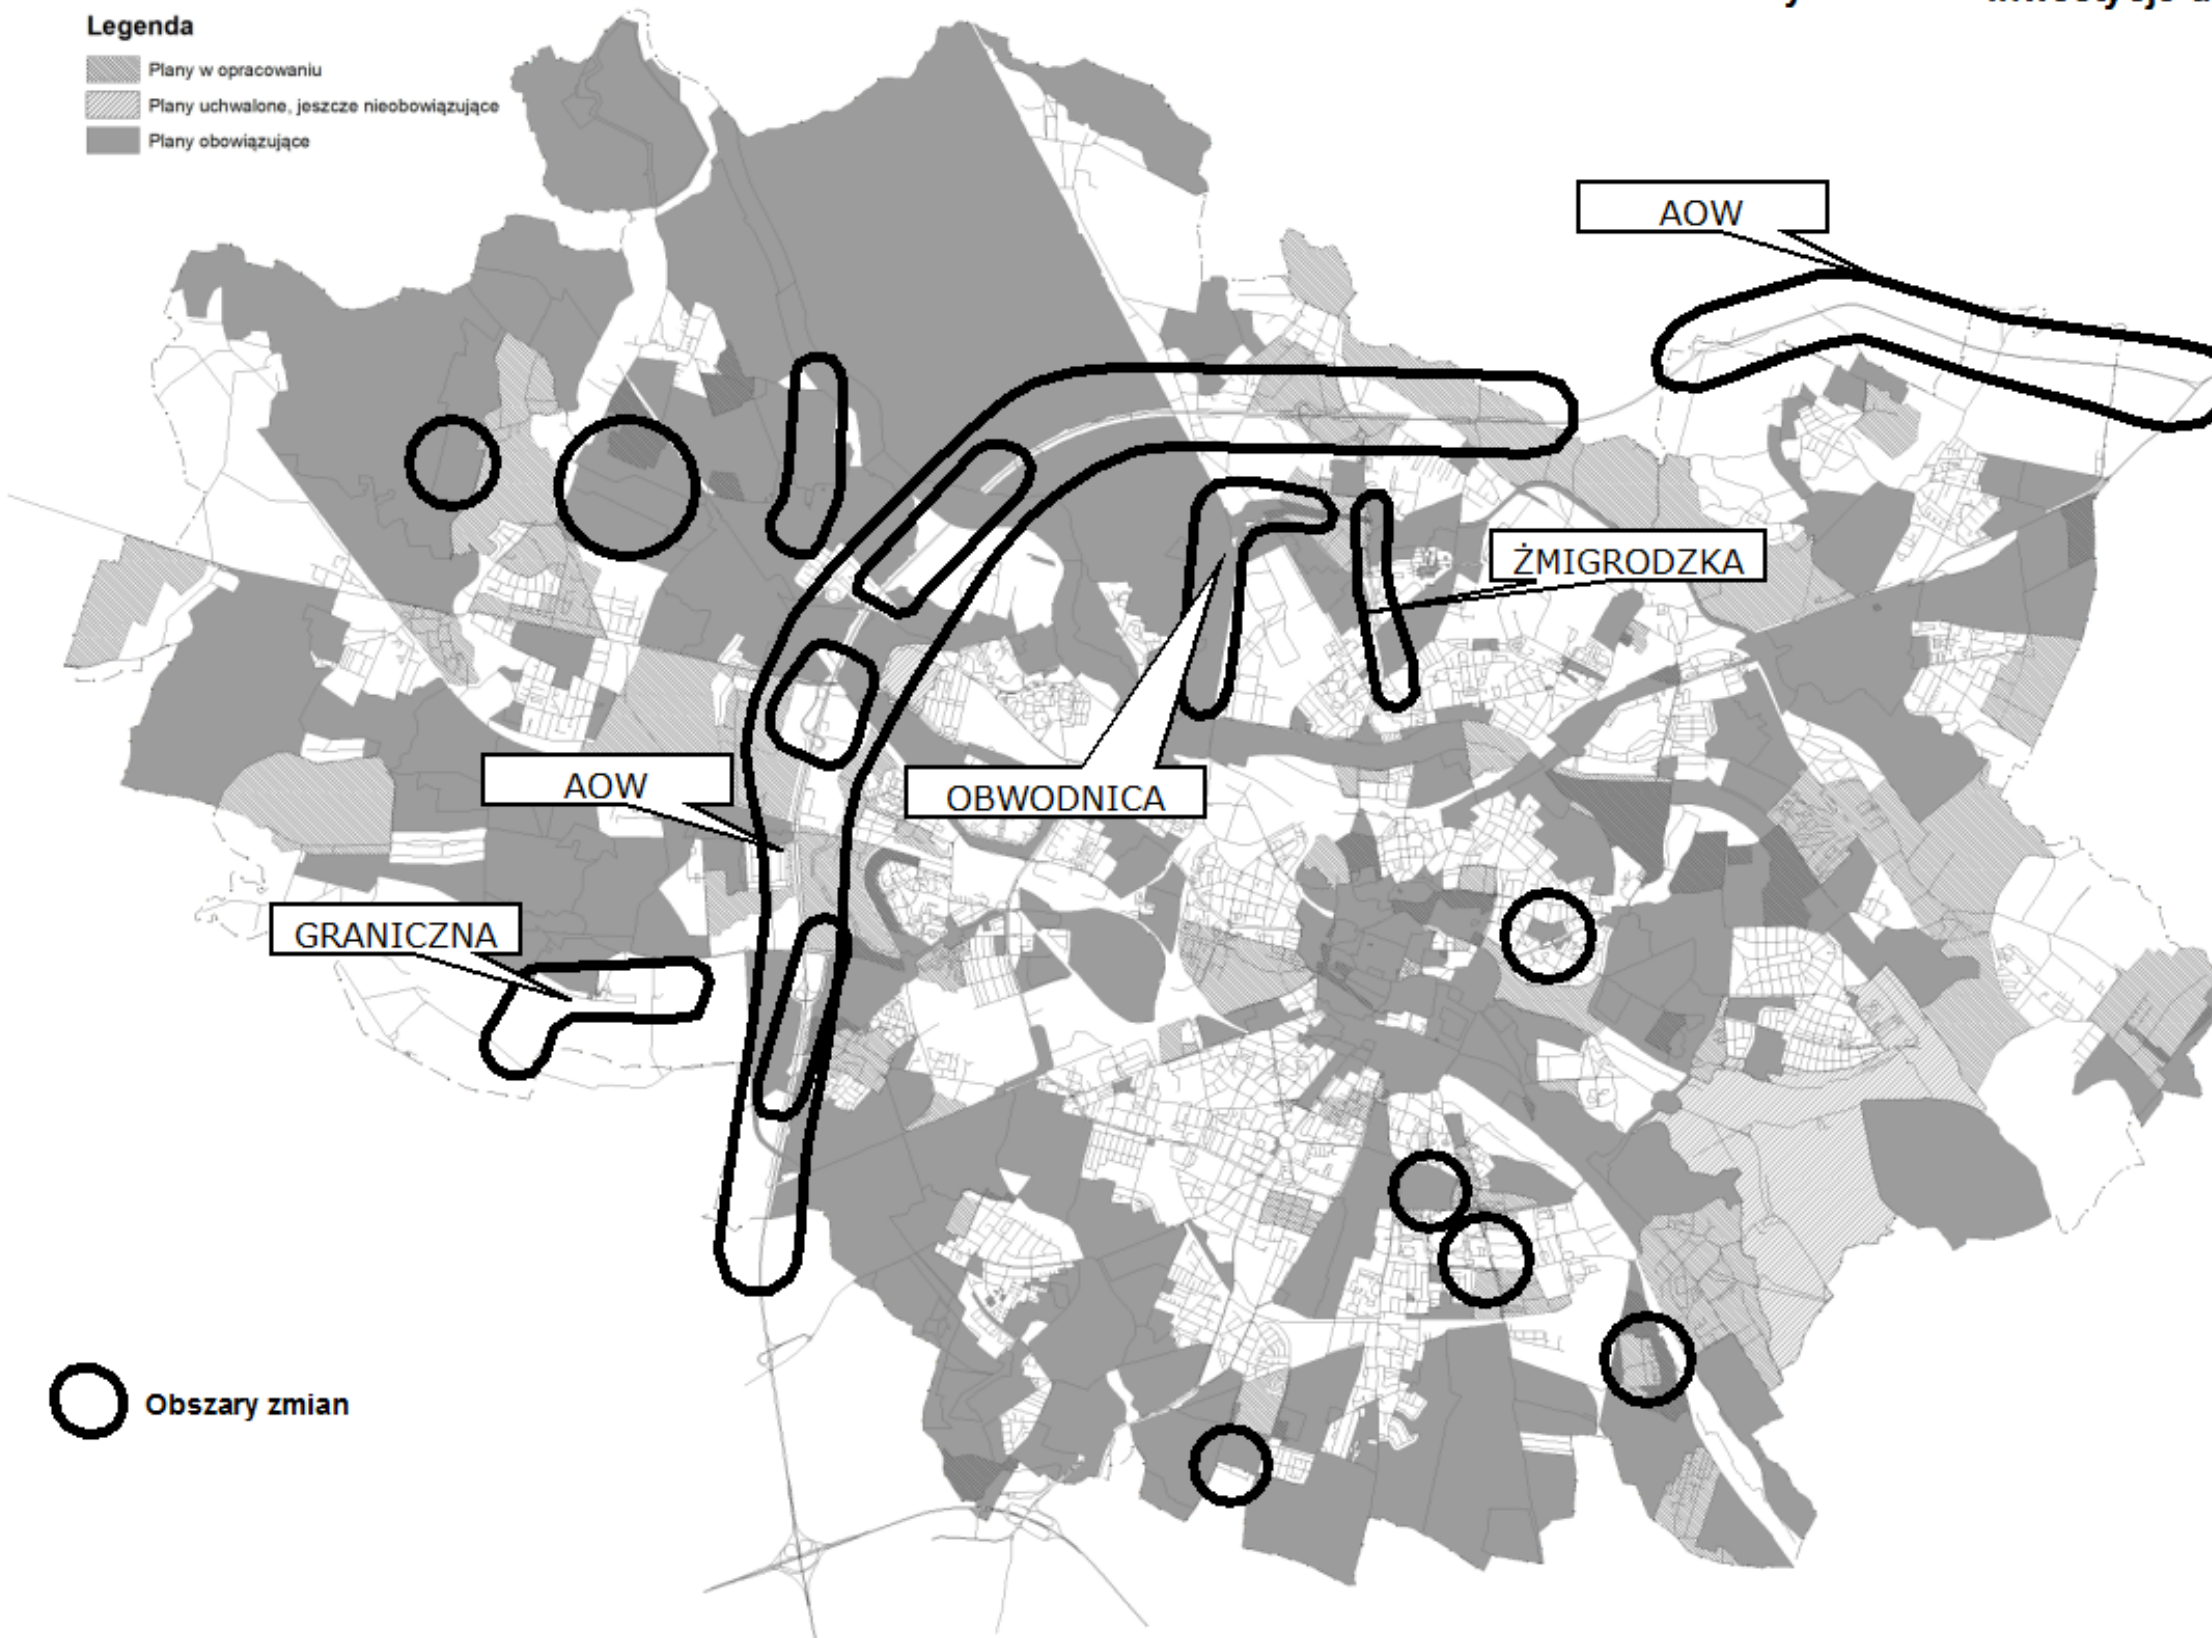 Legenda
Plany w opracowaniu
Plany uchwalone, jeszcze nieobowiązujące
Plany obowiązujące
AOW
ŻMIGRODZKA
AOW
OBWODNICA
GRANICZNA
Obszary zmian